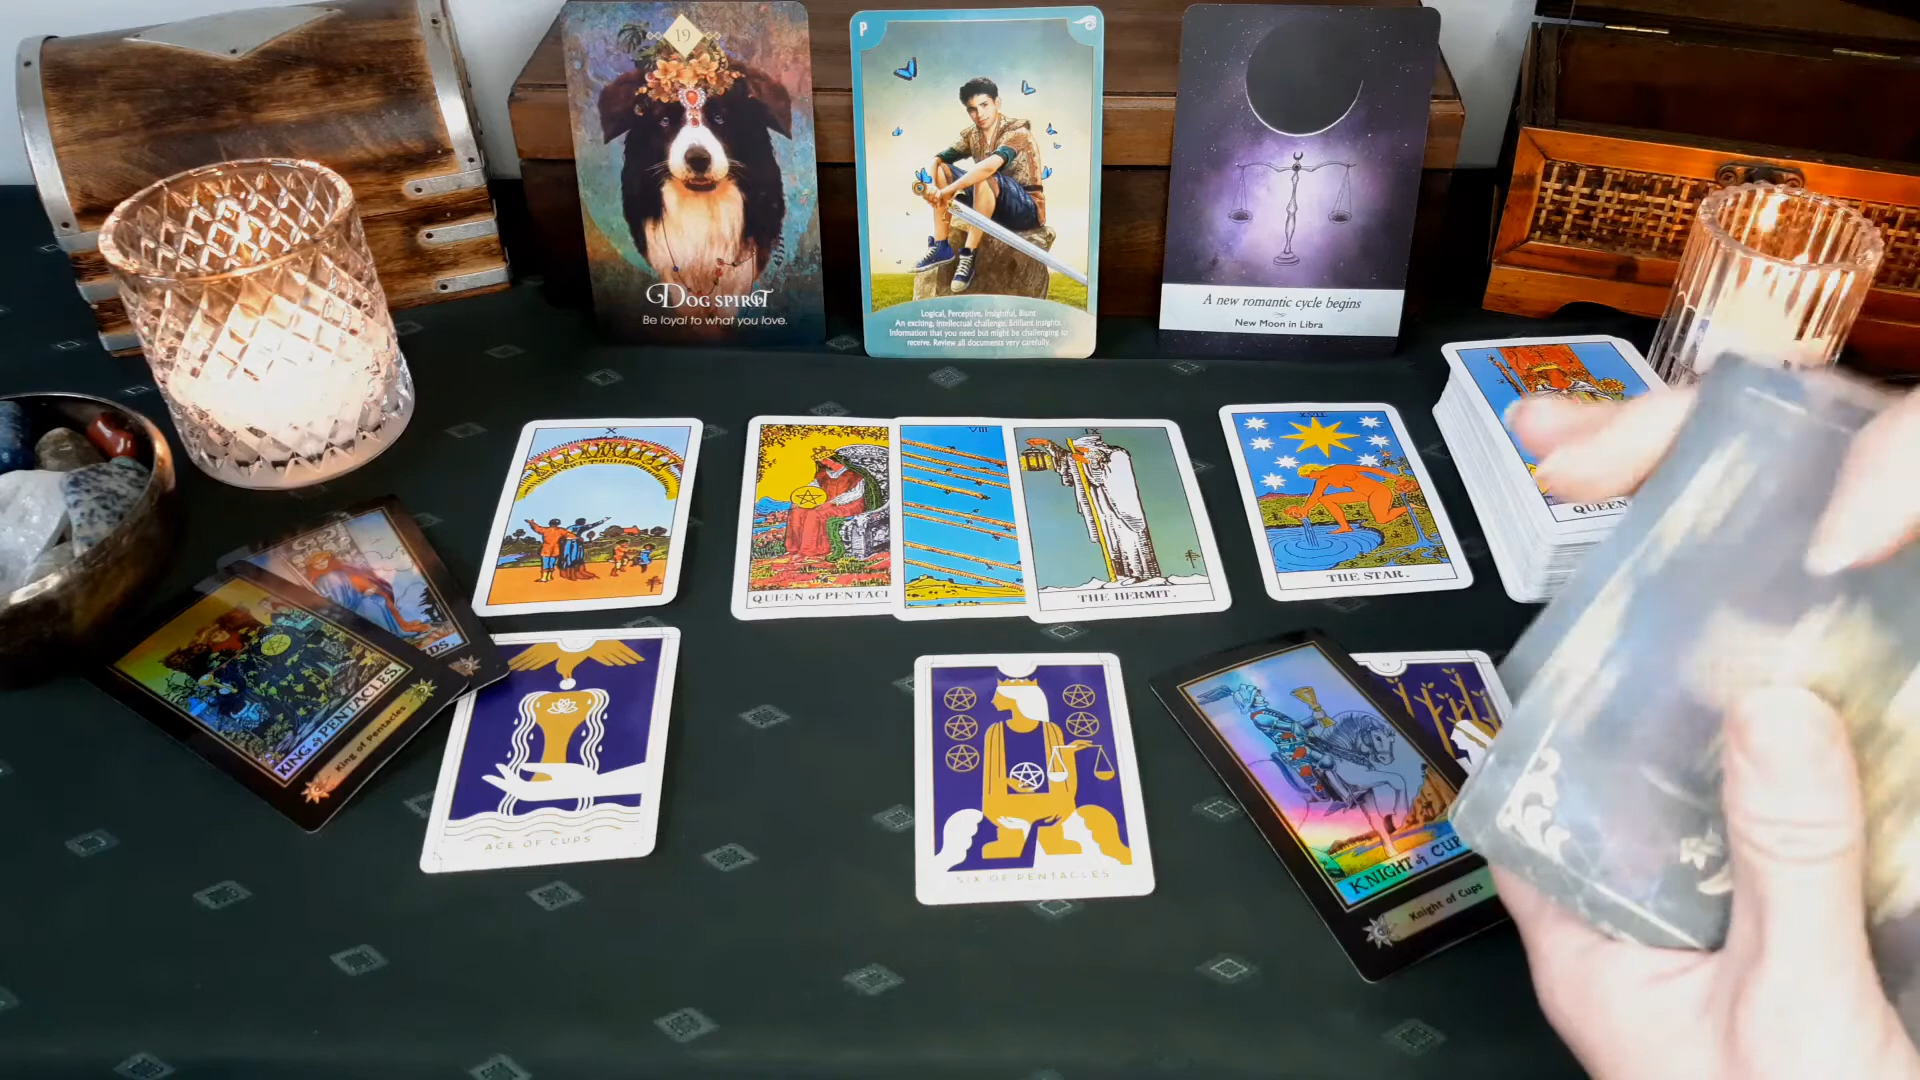 19
DOG SPIRIT
Be loyal to what you love.
P
Logical, Perceptive, Insightful, Blunt
An exciting, intellectual challenge. Brilliant insights.
Information that you need but might be challenging to
receive. Review all documents very carefully.
A new romantic cycle begins
New Moon in Libra
X
QUEEN of PENTACL
VIII
IX
THE HERMIT.
XVII
THE STAR.
QUEEN
DS.
KING of PENTACLES.
King of Pentacles
ACE OF CUPS
SIX OF PENTACLES
KNIGHT of CUP
Knight of Cups